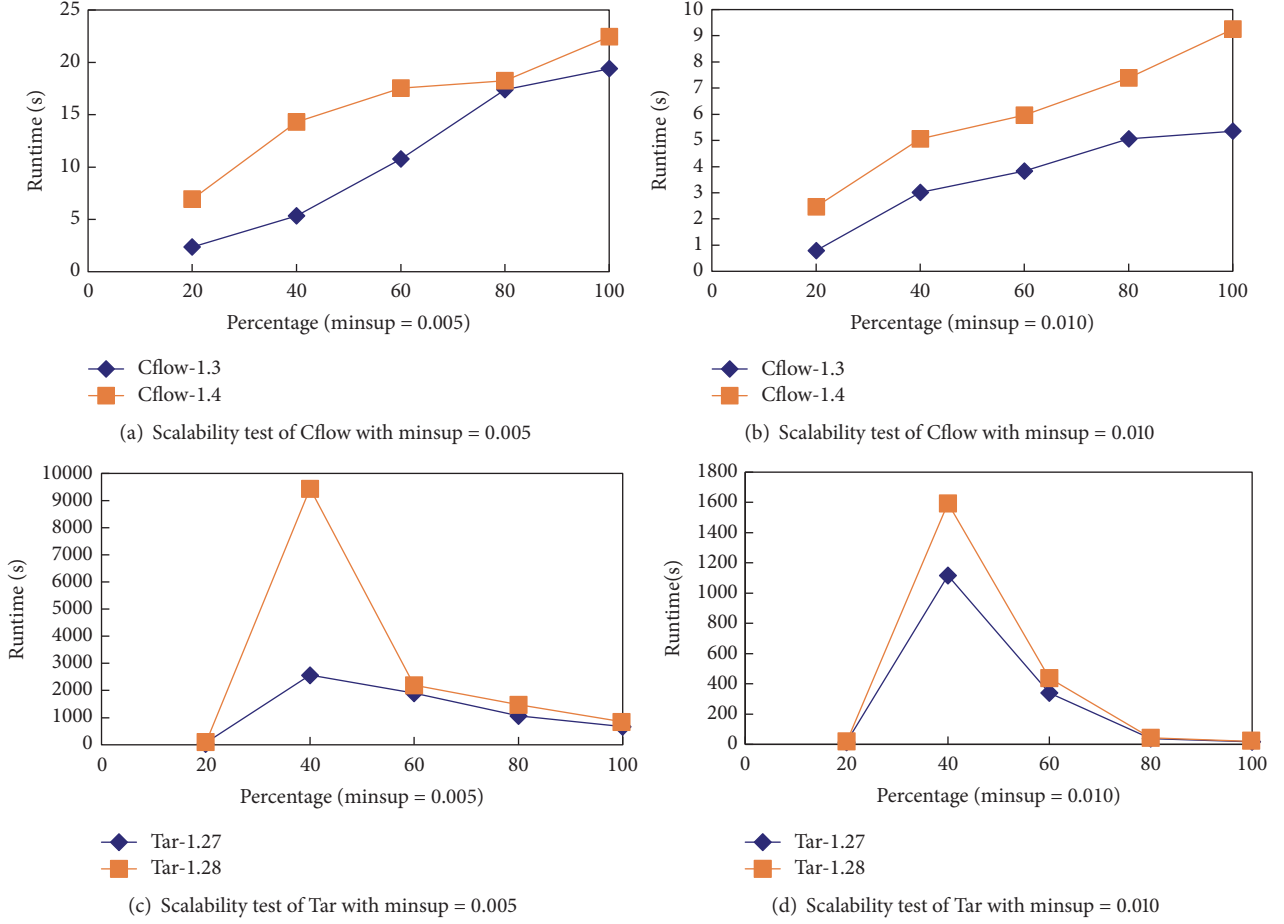 25
20
15
10
5
0
Runtime (s)
0 20 40 60 80 100
Percentage (minsup = 0.005)
Cflow-1.3
Cflow-1.4
(a) Scalability test of Cflow with minsup = 0.005
10
9
8
7
6
5
4
3
2
1
0
Runtime (s)
0 20 40 60 80 100
Percentage (minsup = 0.010)
Cflow-1.3
Cflow-1.4
(b) Scalability test of Cflow with minsup = 0.010
10000
9000
8000
7000
6000
5000
4000
3000
2000
1000
0
Runtime (s)
0 20 40 60 80 100
Percentage (minsup = 0.005)
Tar-1.27
Tar-1.28
(c) Scalability test of Tar with minsup = 0.005
1800
1600
1400
1200
1000
800
600
400
200
0
Runtime(s)
0 20 40 60 80 100
Percentage (minsup = 0.010)
Tar-1.27
Tar-1.28
(d) Scalability test of Tar with minsup = 0.010